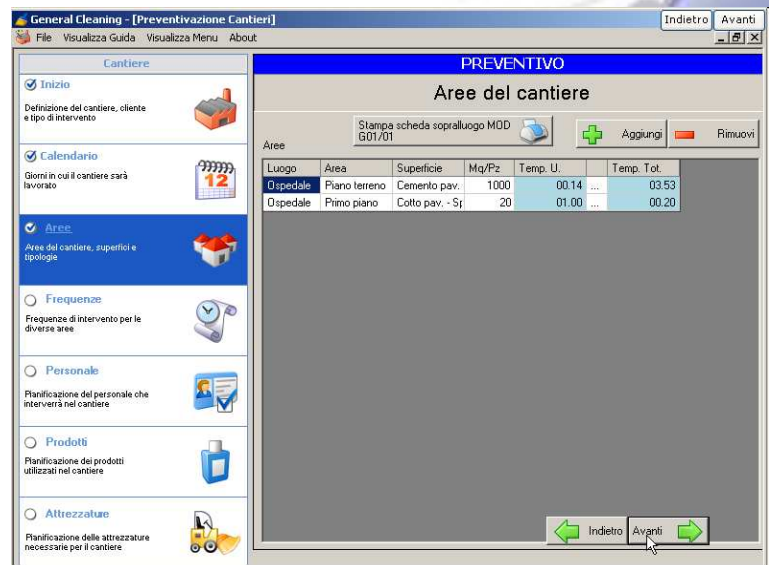 General Cleaning - [Preventivazione Cantieri]
Indietro Avanti
File Visualizza Guida Visualizza Menu About
Cantiere
Inizio
Definizione del cantiere, cliente
e tipo di intervento
Calendario
Giorni in cui il cantiere sarà
lavorato
12
Aree
Aree del cantiere, superfici e
tipologie
Frequenze
Frequenze di intervento per le
diverse aree
Personale
Pianificazione del personale che
interverrà nel cantiere
Prodotti
Pianificazione dei prodotti
utilizzati nel cantiere
Attrezzature
Pianificazione delle attrezzature
necessarie per il cantiere
PREVENTIVO
Aree del cantiere
Aree
Stampa scheda sopralluogo MOD
G01/01
Aggiungi
Rimuovi
Luogo Area Superficie Mq/Pz Temp. U. Temp. Tot.
Ospedale Piano terreno Cemento pav. 1000 00.14 ... 03.53
Ospedale Primo piano Cotto pav. - Sp 20 01.00 ... 00.20
Indietro Avanti